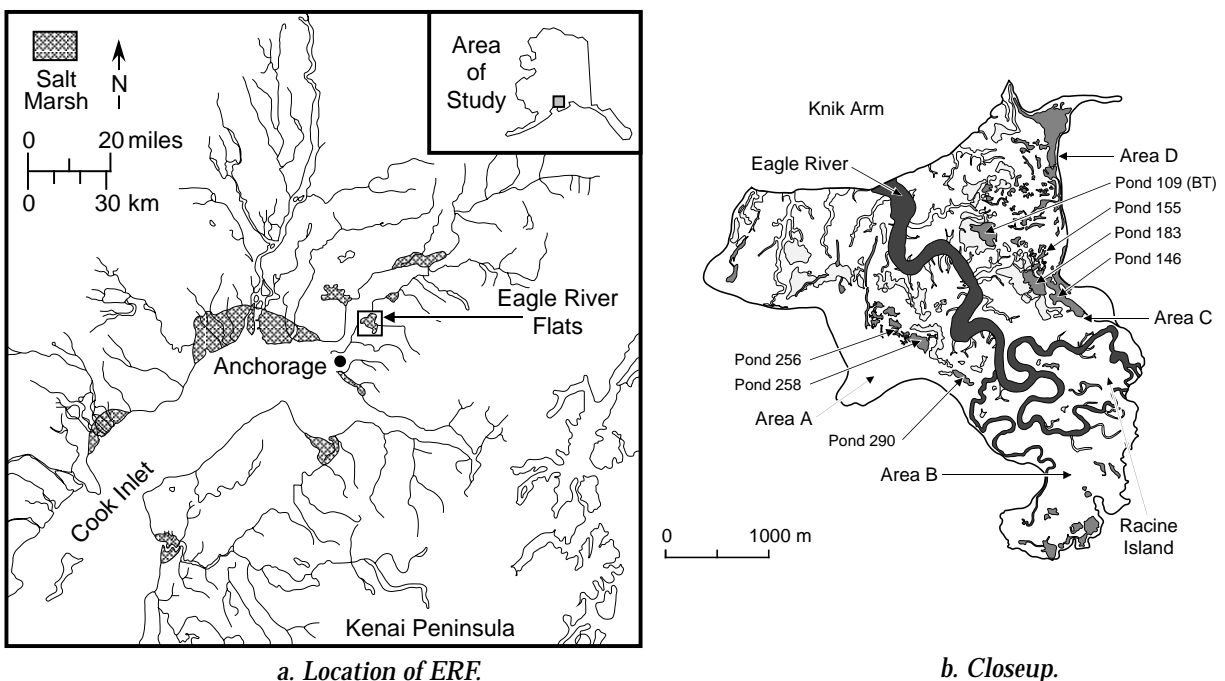 Salt
Marsh
N
0 20 miles
0 30 km
Area
of
Study
Eagle River
Flats
Anchorage
Cook Inlet
Kenai Peninsula
a. Location of ERF.
Knik Arm
Eagle River
Area D
Pond 109 (BT)
Pond 155
Pond 183
Pond 146
Area C
Pond 256
Pond 258
Area A
Pond 290
Area B
Racine
Island
0 1000 m
b. Closeup.